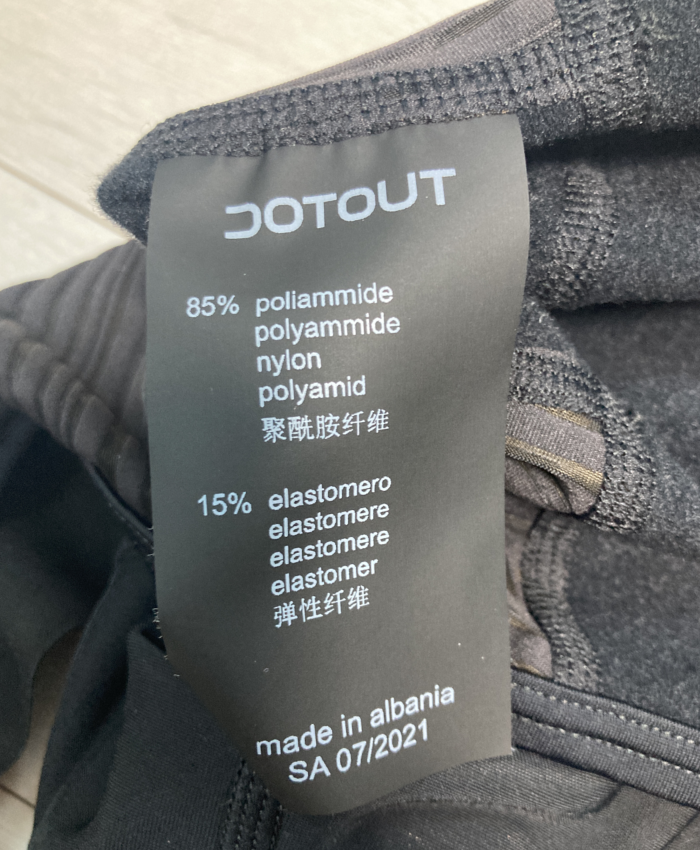 DOTOUT
85% poliammide
polyammide
nylon
polyamid
聚酰胺纤维
15% elastomero
elastomere
elastomere
elastomer
弹性纤维
made in albania
SA 07/2021